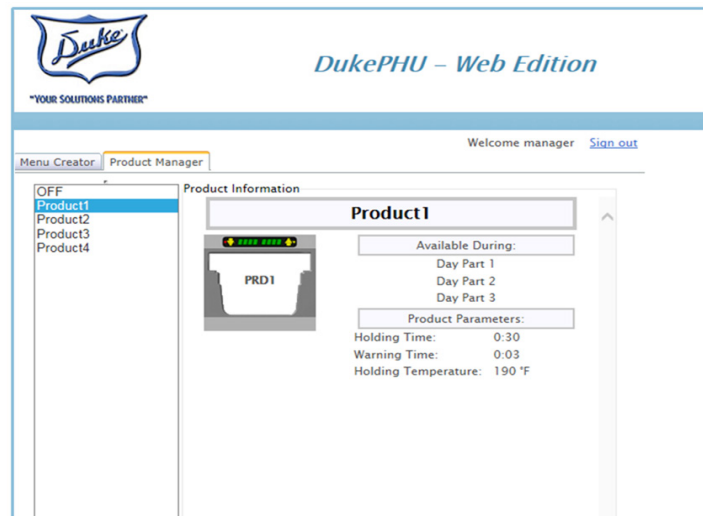 Duke
"YOUR SOLUTIONS PARTNER"
DukePHU – Web Edition
Welcome manager Sign out
Menu Creator Product Manager
OFF
Product1
Product2
Product3
Product4
Product Information
Product1
PRD1
Available During:
Day Part 1
Day Part 2
Day Part 3
Product Parameters:
Holding Time: 0:30
Warning Time: 0:03
Holding Temperature: 190 °F